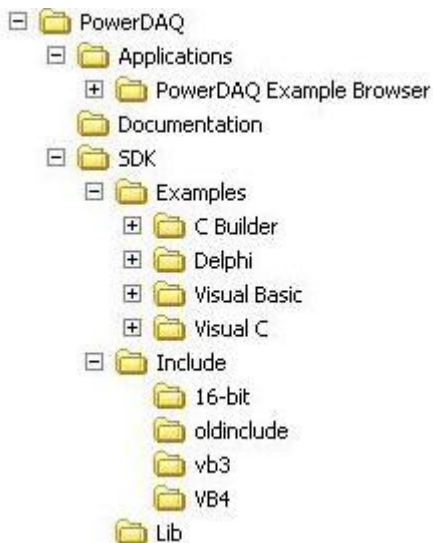 PowerDAQ
Applications
PowerDAQ Example Browser
Documentation
SDK
Examples
C Builder
Delphi
Visual Basic
Visual C
Include
16-bit
oldinclude
vb3
VB4
Lib